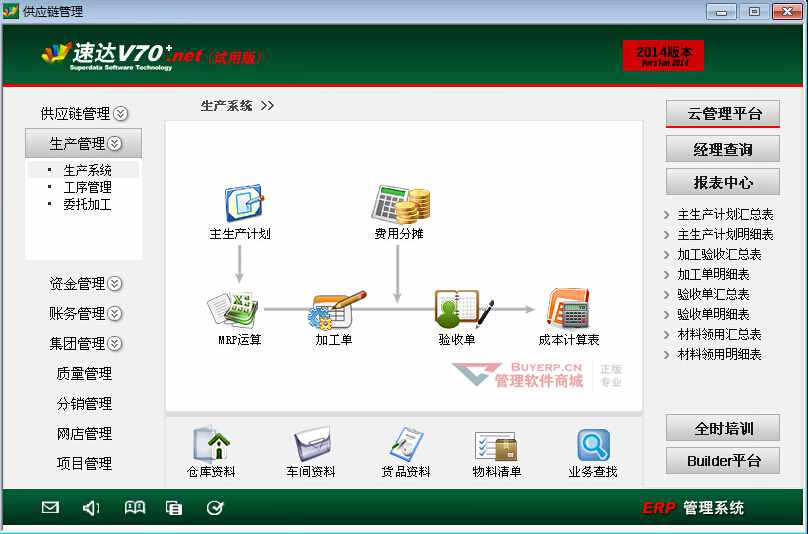 供应链管理
速达V70+.net (试用版)
Superdata Software Technology
2014版本
Version 2014
供应链管理
生产管理
生产系统
工序管理
委托加工
资金管理
账务管理
集团管理
质量管理
分销管理
网店管理
项目管理
生产系统 >>
主生产计划
费用分摊
MRP运算
加工单
验收单
成本计算表
BUYERP.CN
管理软件商城
正版
专业
仓库资料
车间资料
货品资料
物料清单
业务查找
云管理平台
经理查询
报表中心
主生产计划汇总表
主生产计划明细表
加工验收汇总表
加工单明细表
验收单汇总表
验收单明细表
材料领用汇总表
材料领用明细表
全时培训
Builder平台
ERP 管理系统